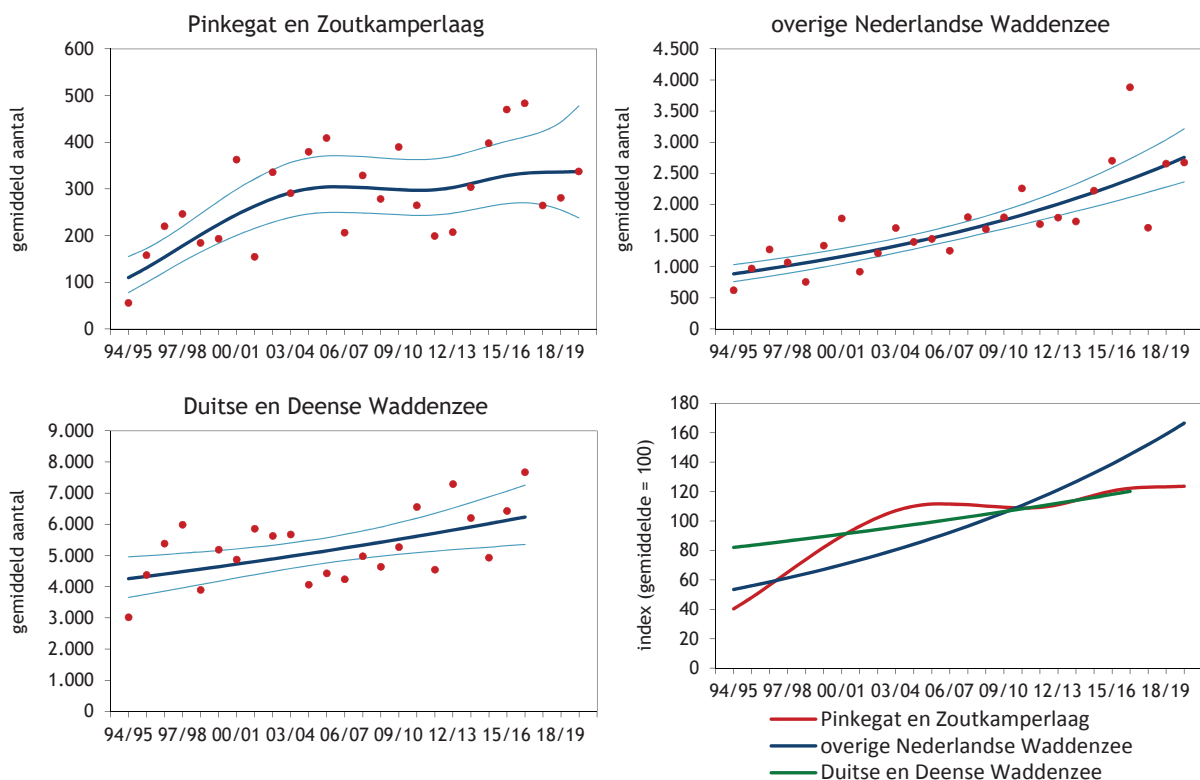 Pinkegat en Zoutkamperlaag
gemiddeld aantal
600
500
400
300
200
100
0
94/95 97/98 00/01 03/04 06/07 09/10 12/13 15/16 18/19
overige Nederlandse Waddenzee
gemiddeld aantal
4.500
4.000
3.500
3.000
2.500
2.000
1.500
1.000
500
0
94/95 97/98 00/01 03/04 06/07 09/10 12/13 15/16 18/19
Duitse en Deense Waddenzee
gemiddeld aantal
9.000
8.000
7.000
6.000
5.000
4.000
3.000
2.000
1.000
0
94/95 97/98 00/01 03/04 06/07 09/10 12/13 15/16 18/19
index (gemiddelde = 100)
180
160
140
120
100
80
60
40
20
0
94/95 97/98 00/01 03/04 06/07 09/10 12/13 15/16 18/19
Pinkegat en Zoutkamperlaag
overige Nederlandse Waddenzee
Duitse en Deense Waddenzee